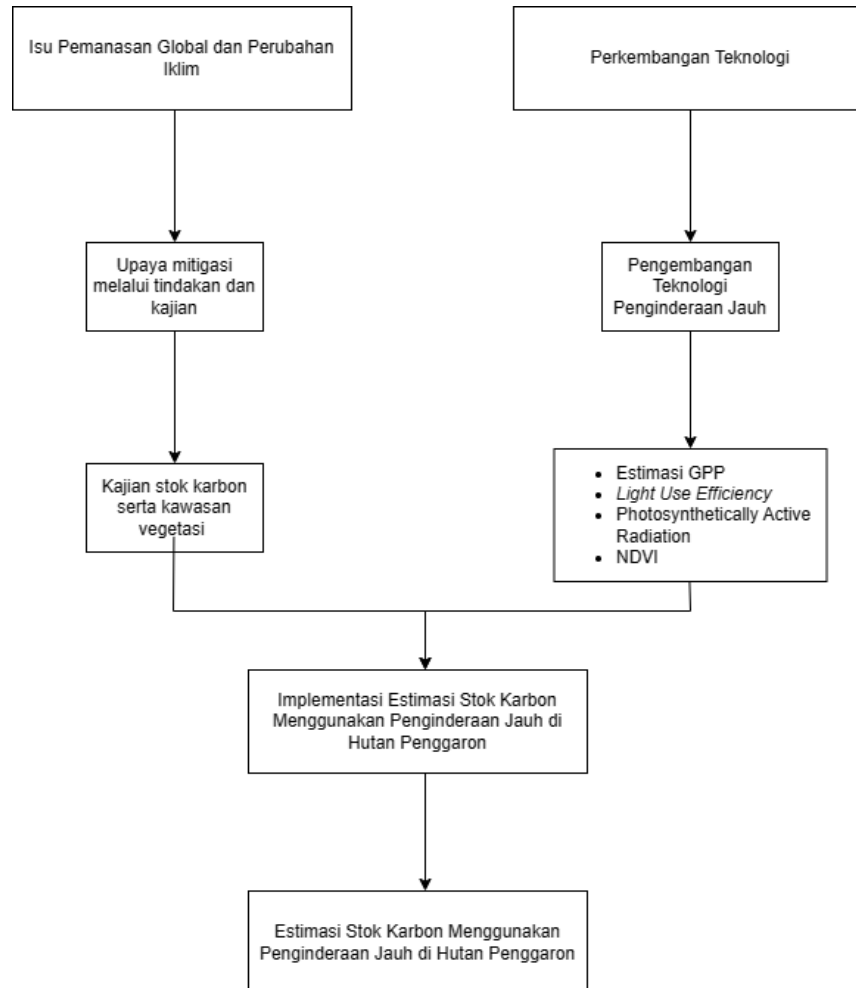 Isu Pemanasan Global dan Perubahan
Iklim
Perkembangan Teknologi
Upaya mitigasi
melalui tindakan dan
kajian
Pengembangan
Teknologi
Penginderaan Jauh
Kajian stok karbon
serta kawasan
vegetasi
• Estimasi GPP
• Light Use Efficiency
• Photosynthetically Active
Radiation
• NDVI
Implementasi Estimasi Stok Karbon
Menggunakan Penginderaan Jauh di
Hutan Penggaron
Estimasi Stok Karbon Menggunakan
Penginderaan Jauh di Hutan Penggaron